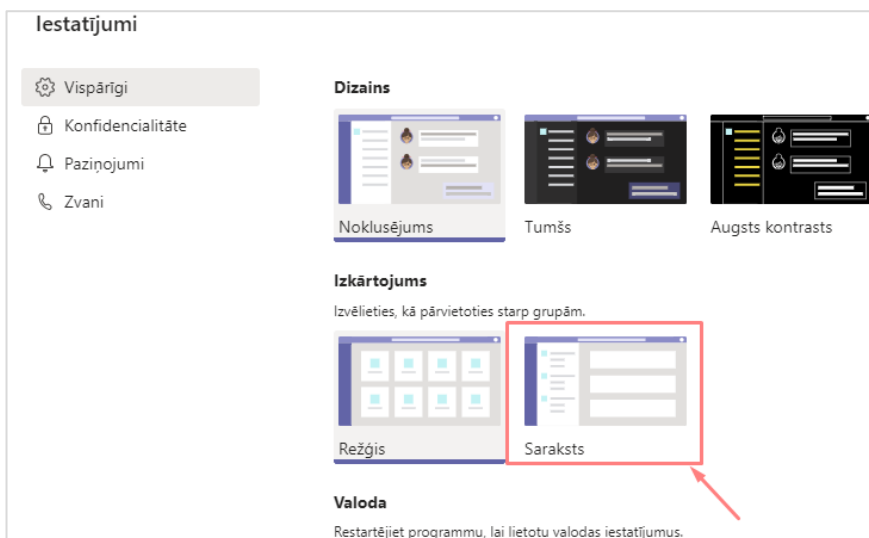 Iestatījumi
Vispārīgi
Konfidencialitāte
Paziņojumi
Zvani
Dizains
Noklusējums
Tumšs
Augsts kontrasts
Izkārtojums
Izvēlieties, kā pārvietoties starp grupām.
Režģis
Saraksts
Valoda
Restartējiet programmu, lai lietotu valodas iestatījumus.